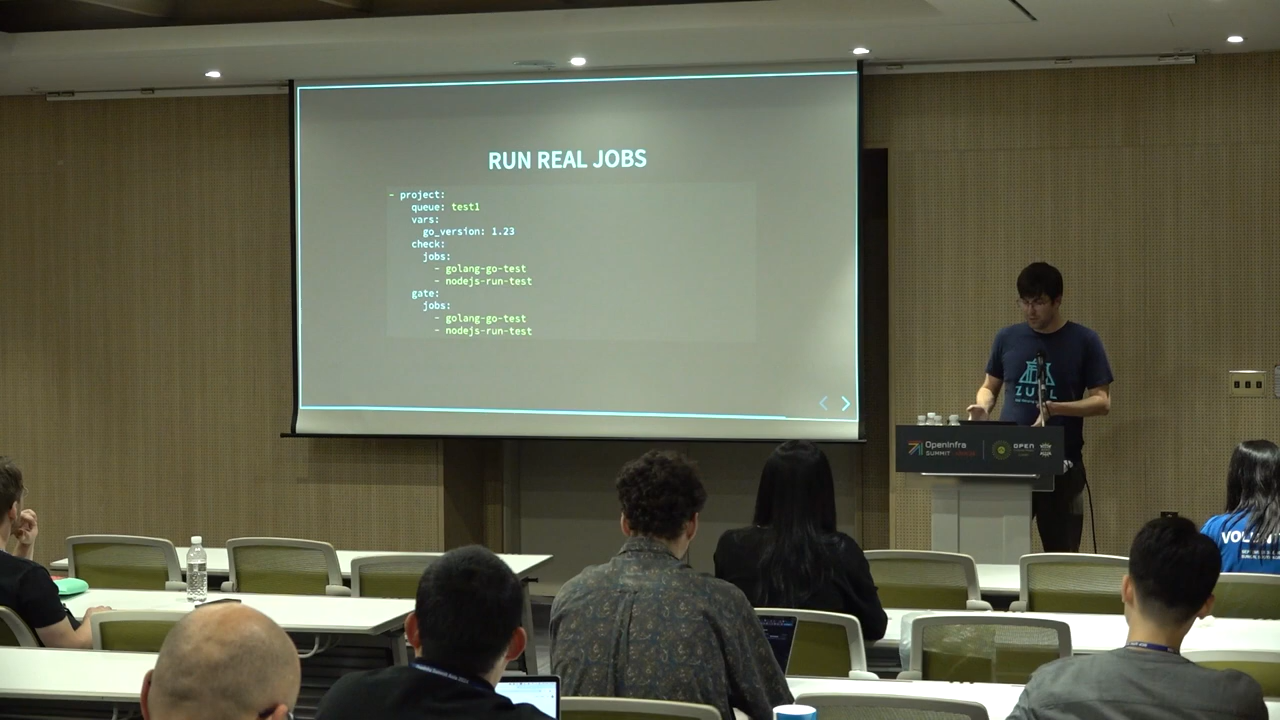 RUN REAL JOBS
- project:
queue: test1
vars:
go_version: 1.23
check:
jobs:
- golang-go-test
- nodejs-run-test
gate:
jobs:
- golang-go-test
- nodejs-run-test
ZUUL
OpenInfra
SUMMIT
OPEN
VOLUNT